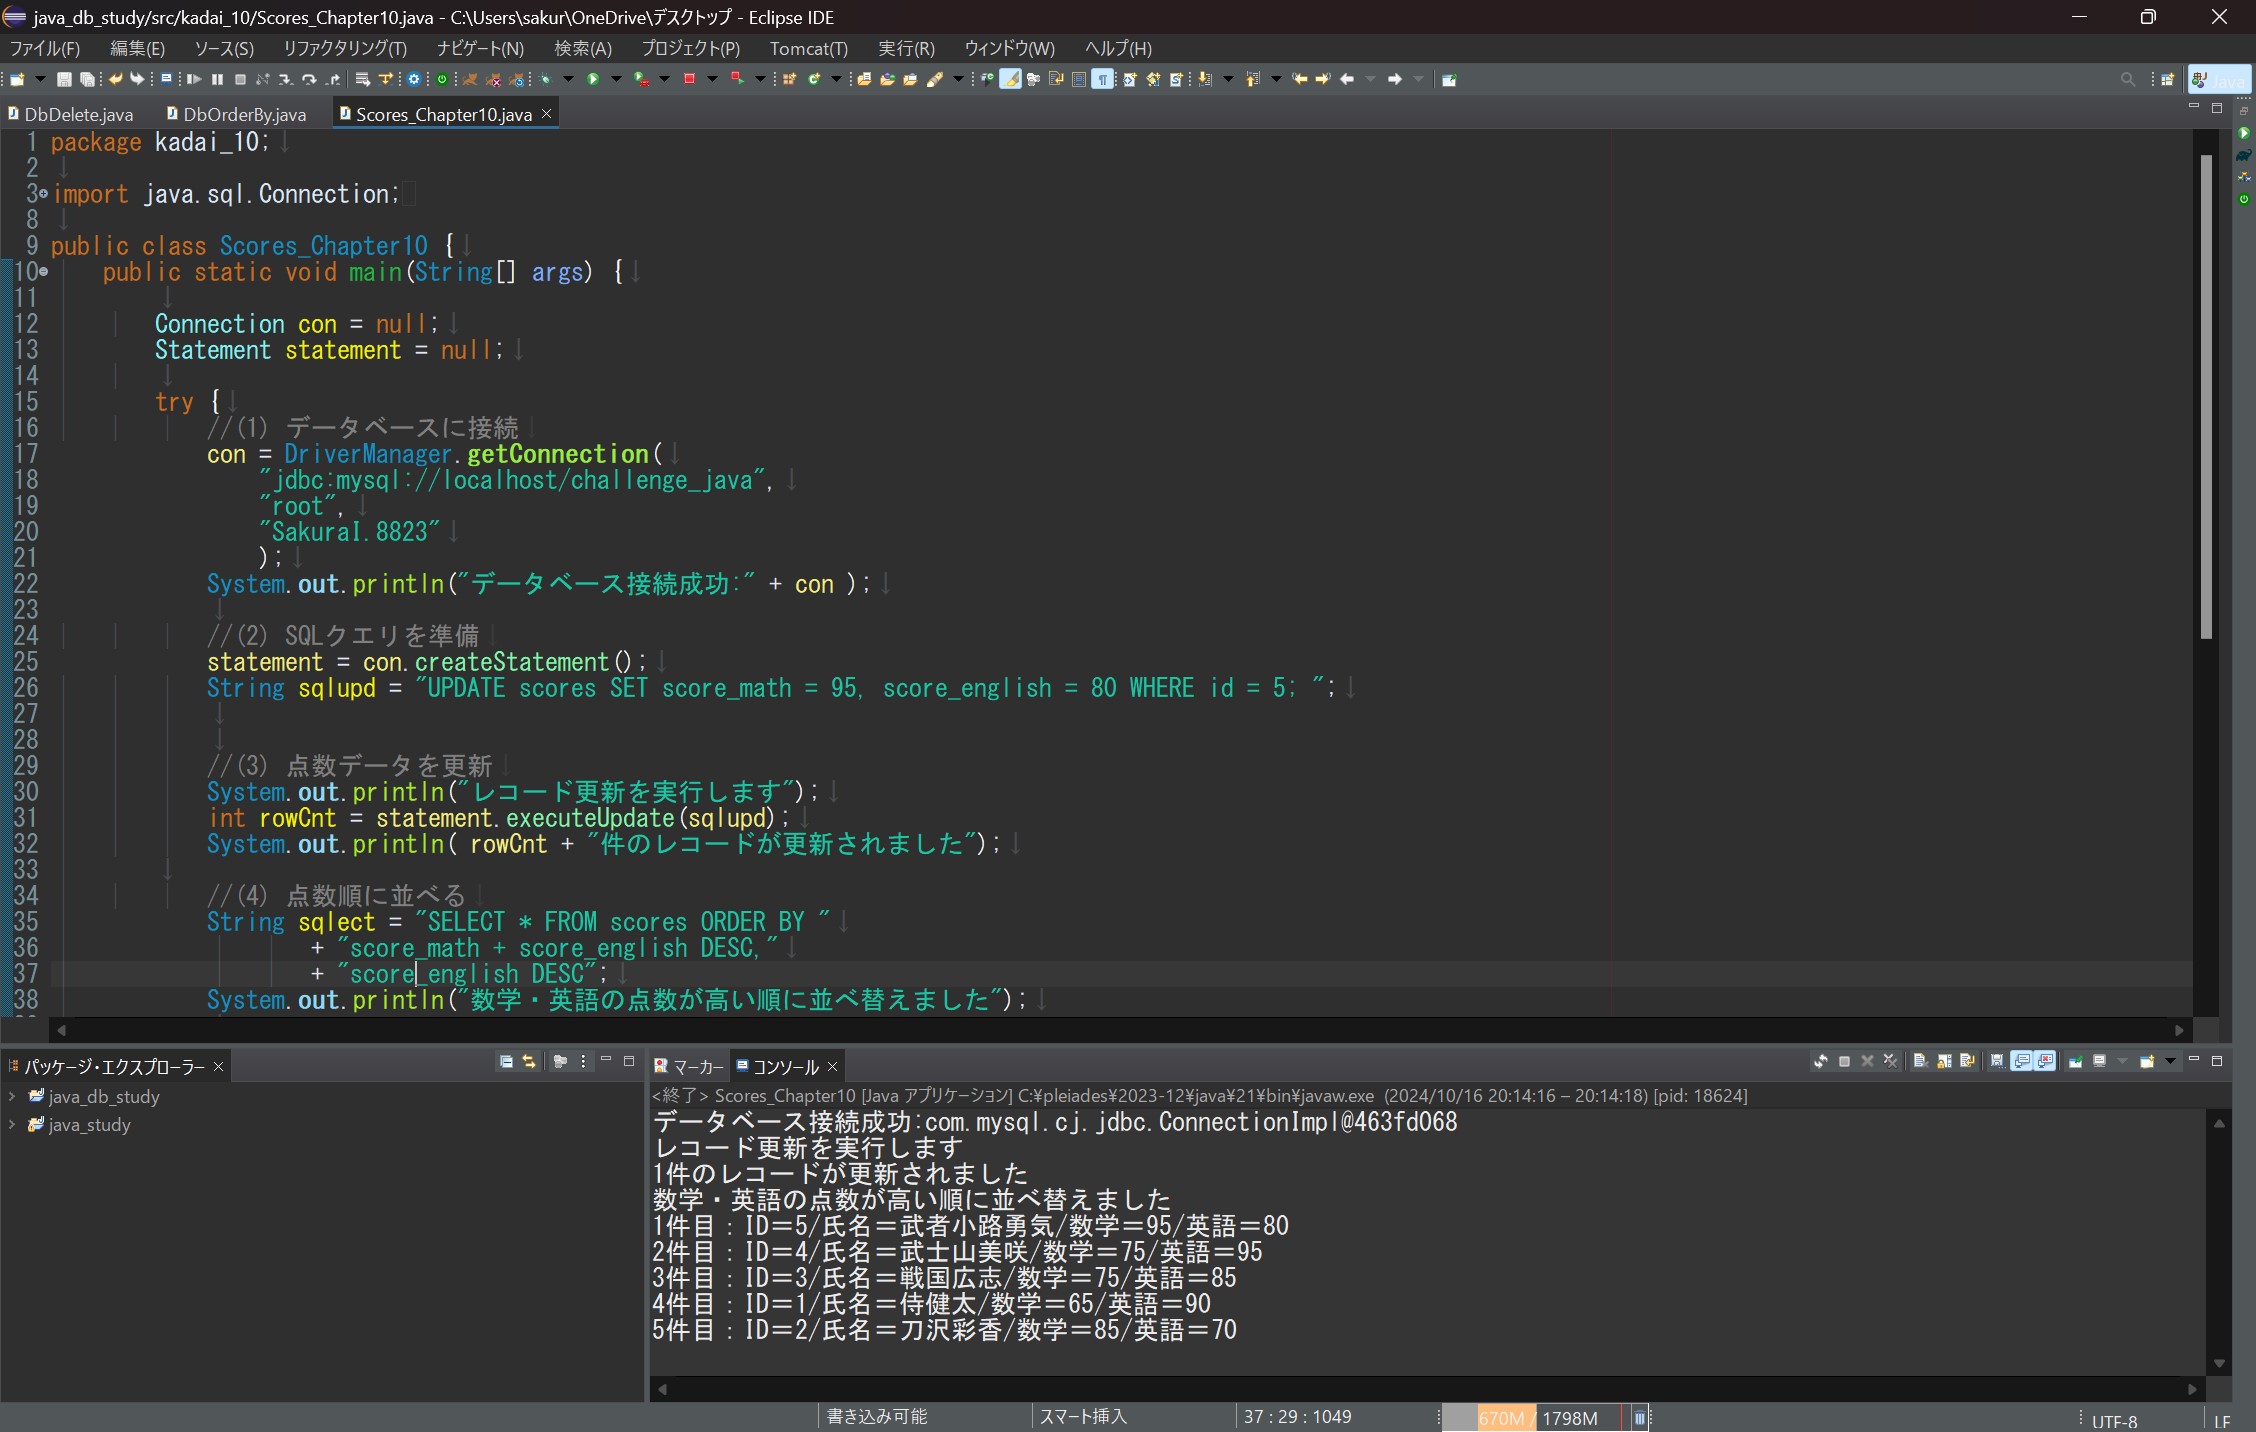 java_db_study/src/kadai_10/Scores_Chapter10.java - C:\Users\sakur\OneDrive\デスクトップ - Eclipse IDE
ファイル(F) 編集(E) ソース(S) リファクタリング(T) ナビゲート(N) 検索(A) プロジェクト(P) Tomcat(T) 実行(R) ウィンドウ(W) ヘルプ(H)
Java
DbDelete.java DbOrderBy.java Scores_Chapter10.java
1 package kadai_10;
2
3 import java.sql.Connection;
8
9 public class Scores_Chapter10 {
10 public static void main(String[] args) {
11
12 Connection con = null;
13 Statement statement = null;
14
15 try {
16 //(1) データベースに接続
17 con = DriverManager.getConnection(
18 "jdbc:mysql://localhost/challenge_java",
19 "root",
20 "SakuraI.8823"
21 );
22 System.out.println("データベース接続成功:" + con );
23
24 //(2) SQLクエリを準備
25 statement = con.createStatement();
26 String sqlupd = "UPDATE scores SET score_math = 95, score_english = 80 WHERE id = 5; ";
27
28
29 //(3) 点数データを更新
30 System.out.println("レコード更新を実行します");
31 int rowCnt = statement.executeUpdate(sqlupd);
32 System.out.println( rowCnt + "件のレコードが更新されました");
33
34 //(4) 点数順に並べる
35 String sqlect = "SELECT * FROM scores ORDER BY "
36 + "score_math + score_english DESC,"
37 + "score_english DESC";
38 System.out.println("数学・英語の点数が高い順に並べ替えました");
パッケージ・エクスプローラー
java_db_study
java_study
マーカー コンソール
<終了> Scores_Chapter10 [Java アプリケーション] C:¥pleiades¥2023-12¥java¥21¥bin¥javaw.exe (2024/10/16 20:14:16 – 20:14:18) [pid: 18624]
データベース接続成功:com.mysql.cj.jdbc.ConnectionImpl@463fd068
レコード更新を実行します
1件のレコードが更新されました
数学・英語の点数が高い順に並べ替えました
1件目：ID＝5/氏名＝武者小路勇気/数学＝95/英語＝80
2件目：ID＝4/氏名＝武士山美咲/数学＝75/英語＝95
3件目：ID＝3/氏名＝戦国広志/数学＝75/英語＝85
4件目：ID＝1/氏名＝侍健太/数学＝65/英語＝90
5件目：ID＝2/氏名＝刀沢彩香/数学＝85/英語＝70
書き込み可能 スマート挿入 37 : 29 : 1049 670M / 1798M UTF-8 LF